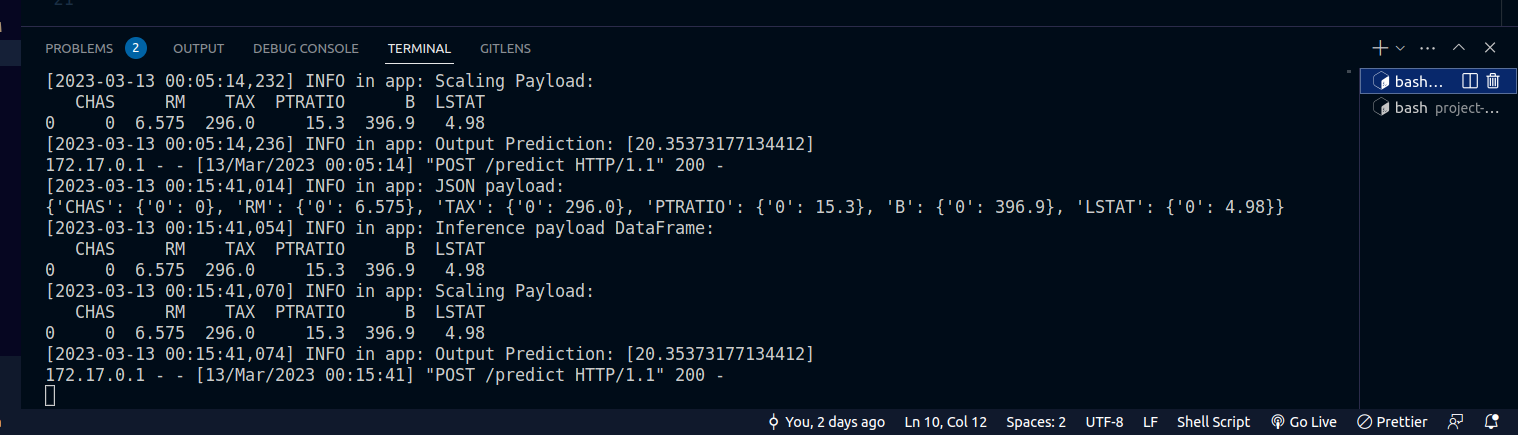 21
PROBLEMS 2 OUTPUT DEBUG CONSOLE TERMINAL GITLENS
[2023-03-13 00:05:14,232] INFO in app: Scaling Payload:
   CHAS     RM    TAX  PTRATIO      B  LSTAT
0     0  6.575  296.0     15.3  396.9   4.98
[2023-03-13 00:05:14,236] INFO in app: Output Prediction: [20.35373177134412]
172.17.0.1 - - [13/Mar/2023 00:05:14] "POST /predict HTTP/1.1" 200 -
[2023-03-13 00:15:41,014] INFO in app: JSON payload:
{'CHAS': {'0': 0}, 'RM': {'0': 6.575}, 'TAX': {'0': 296.0}, 'PTRATIO': {'0': 15.3}, 'B': {'0': 396.9}, 'LSTAT': {'0': 4.98}}
[2023-03-13 00:15:41,054] INFO in app: Inference payload DataFrame:
   CHAS     RM    TAX  PTRATIO      B  LSTAT
0     0  6.575  296.0     15.3  396.9   4.98
[2023-03-13 00:15:41,070] INFO in app: Scaling Payload:
   CHAS     RM    TAX  PTRATIO      B  LSTAT
0     0  6.575  296.0     15.3  396.9   4.98
[2023-03-13 00:15:41,074] INFO in app: Output Prediction: [20.35373177134412]
172.17.0.1 - - [13/Mar/2023 00:15:41] "POST /predict HTTP/1.1" 200 -
bash...
bash project-...
You, 2 days ago Ln 10, Col 12 Spaces: 2 UTF-8 LF Shell Script Go Live Prettier